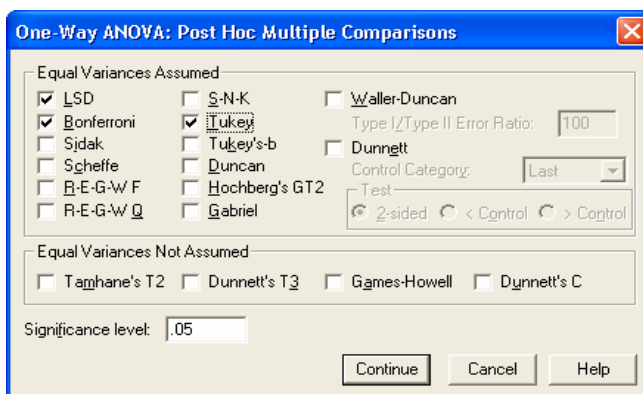 One-Way ANOVA: Post Hoc Multiple Comparisons
Equal Variances Assumed
LSD S-N-K Waller-Duncan
Bonferroni Tukey Type I/Type II Error Ratio: 100
Sidak Tukey's-b Dunnett
Scheffe Duncan Control Category: Last
R-E-G-W F Hochberg's GT2 Test
R-E-G-W Q Gabriel 2-sided < Control > Control
Equal Variances Not Assumed
Tamhane's T2 Dunnett's T3 Games-Howell Dunnett's C
Significance level: .05
Continue Cancel Help